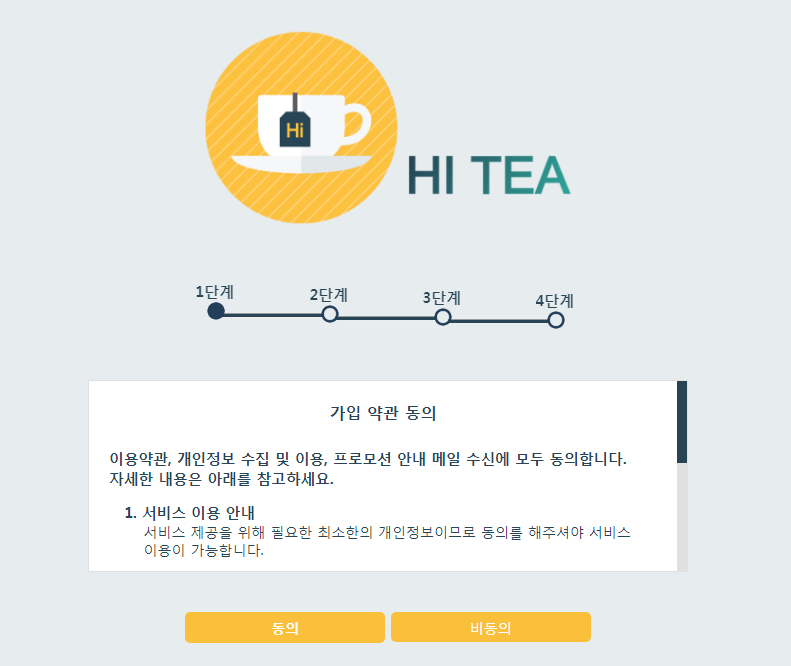 Hi
HI TEA
1단계
2단계
3단계
4단계
가입 약관 동의
이용약관, 개인정보 수집 및 이용, 프로모션 안내 메일 수신에 모두 동의합니다.
자세한 내용은 아래를 참고하세요.
1. 서비스 이용 안내
서비스 제공을 위해 필요한 최소한의 개인정보이므로 동의를 해주셔야 서비스
이용이 가능합니다.
동의
비동의